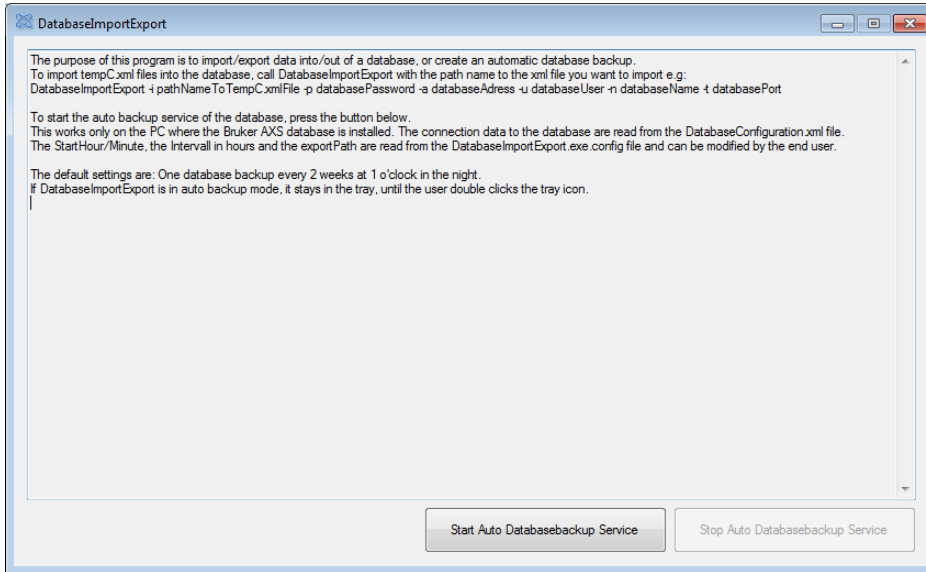 DatabaseImportExport
The purpose of this program is to import/export data into/out of a database, or create an automatic database backup.
To import tempC.xml files into the database, call DatabaseImportExport with the path name to the xml file you want to import e.g:
DatabaseImportExport -i pathNameToTempC.xmlFile -p databasePassword -a databaseAdress -u databaseUser -n databaseName -t databasePort
To start the auto backup service of the database, press the button below.
This works only on the PC where the Bruker AXS database is installed. The connection data to the database are read from the DatabaseConfiguration.xml file.
The StartHour/Minute, the Intervall in hours and the exportPath are read from the DatabaseImportExport.exe.config file and can be modified by the end user.
The default settings are: One database backup every 2 weeks at 1 o'clock in the night.
If DatabaseImportExport is in auto backup mode, it stays in the tray, until the user double clicks the tray icon.
Start Auto Databasebackup Service
Stop Auto Databasebackup Service